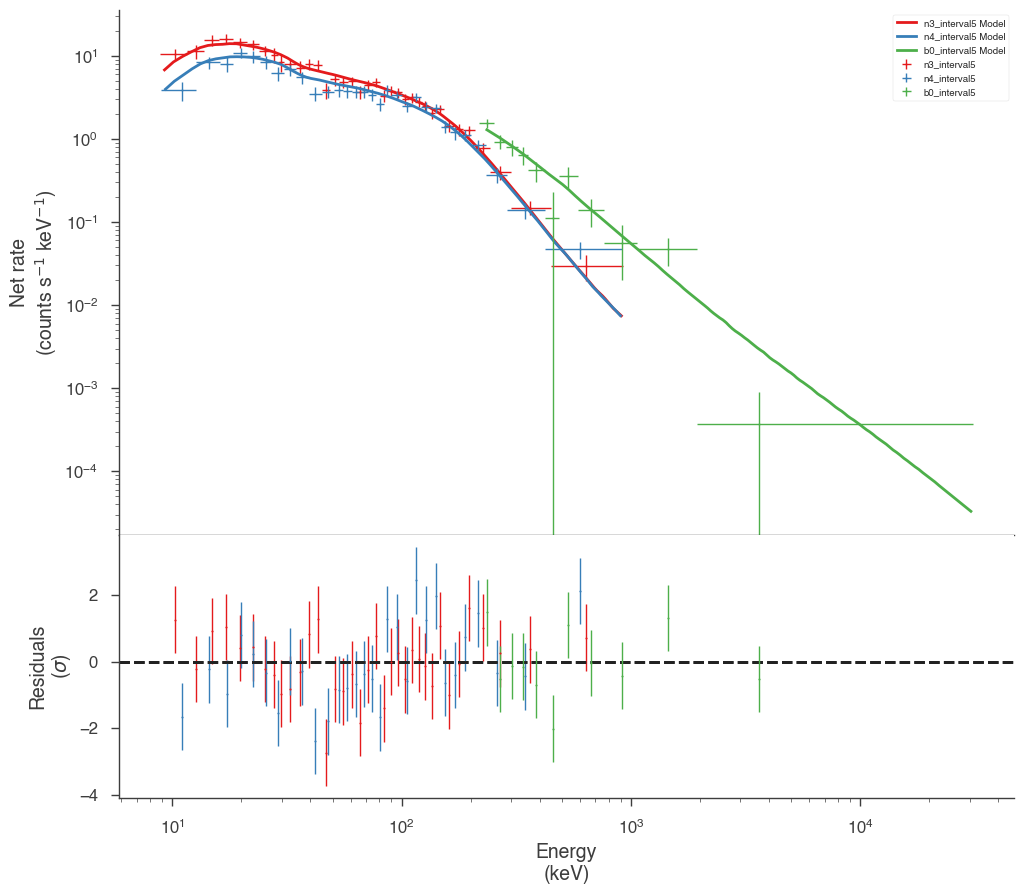 n3_interval5 Model
n4_interval5 Model
b0_interval5 Model
n3_interval5
n4_interval5
b0_interval5
10¹
10⁰
10⁻¹
10⁻²
10⁻³
10⁻⁴
Net rate
(counts s⁻¹ keV⁻¹)
2
0
−2
−4
Residuals
(σ)
10¹ 10² 10³ 10⁴
Energy
(keV)